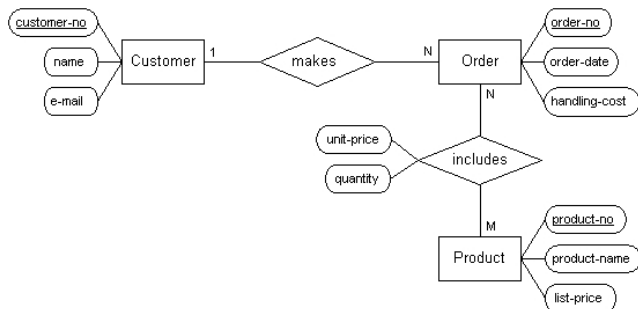 customer-no
name
e-mail
Customer
1
makes
N
Order
order-no
order-date
handling-cost
N
unit-price
quantity
includes
M
Product
product-no
product-name
list-price